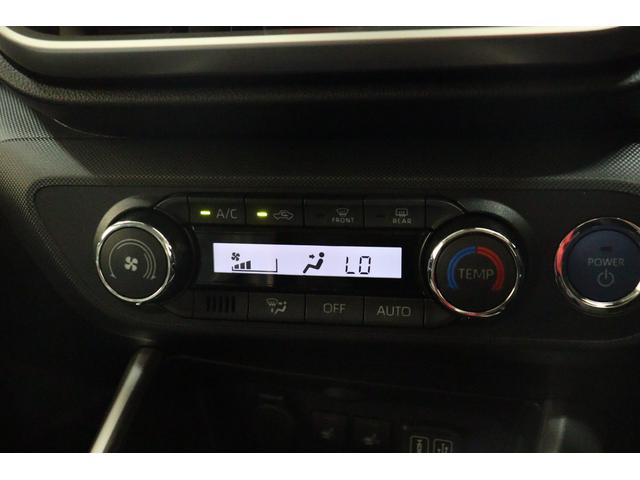 A/C FRONT REAR
LO
TEMP
POWER
OFF AUTO